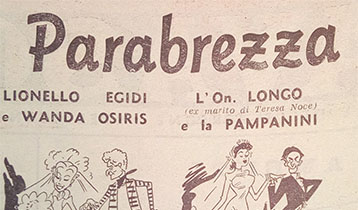 Parabrezza
LIONELLO EGIDI
e WANDA OSIRIS
L'On. LONGO
(ex marito di Teresa Noce)
e la PAMPANINI